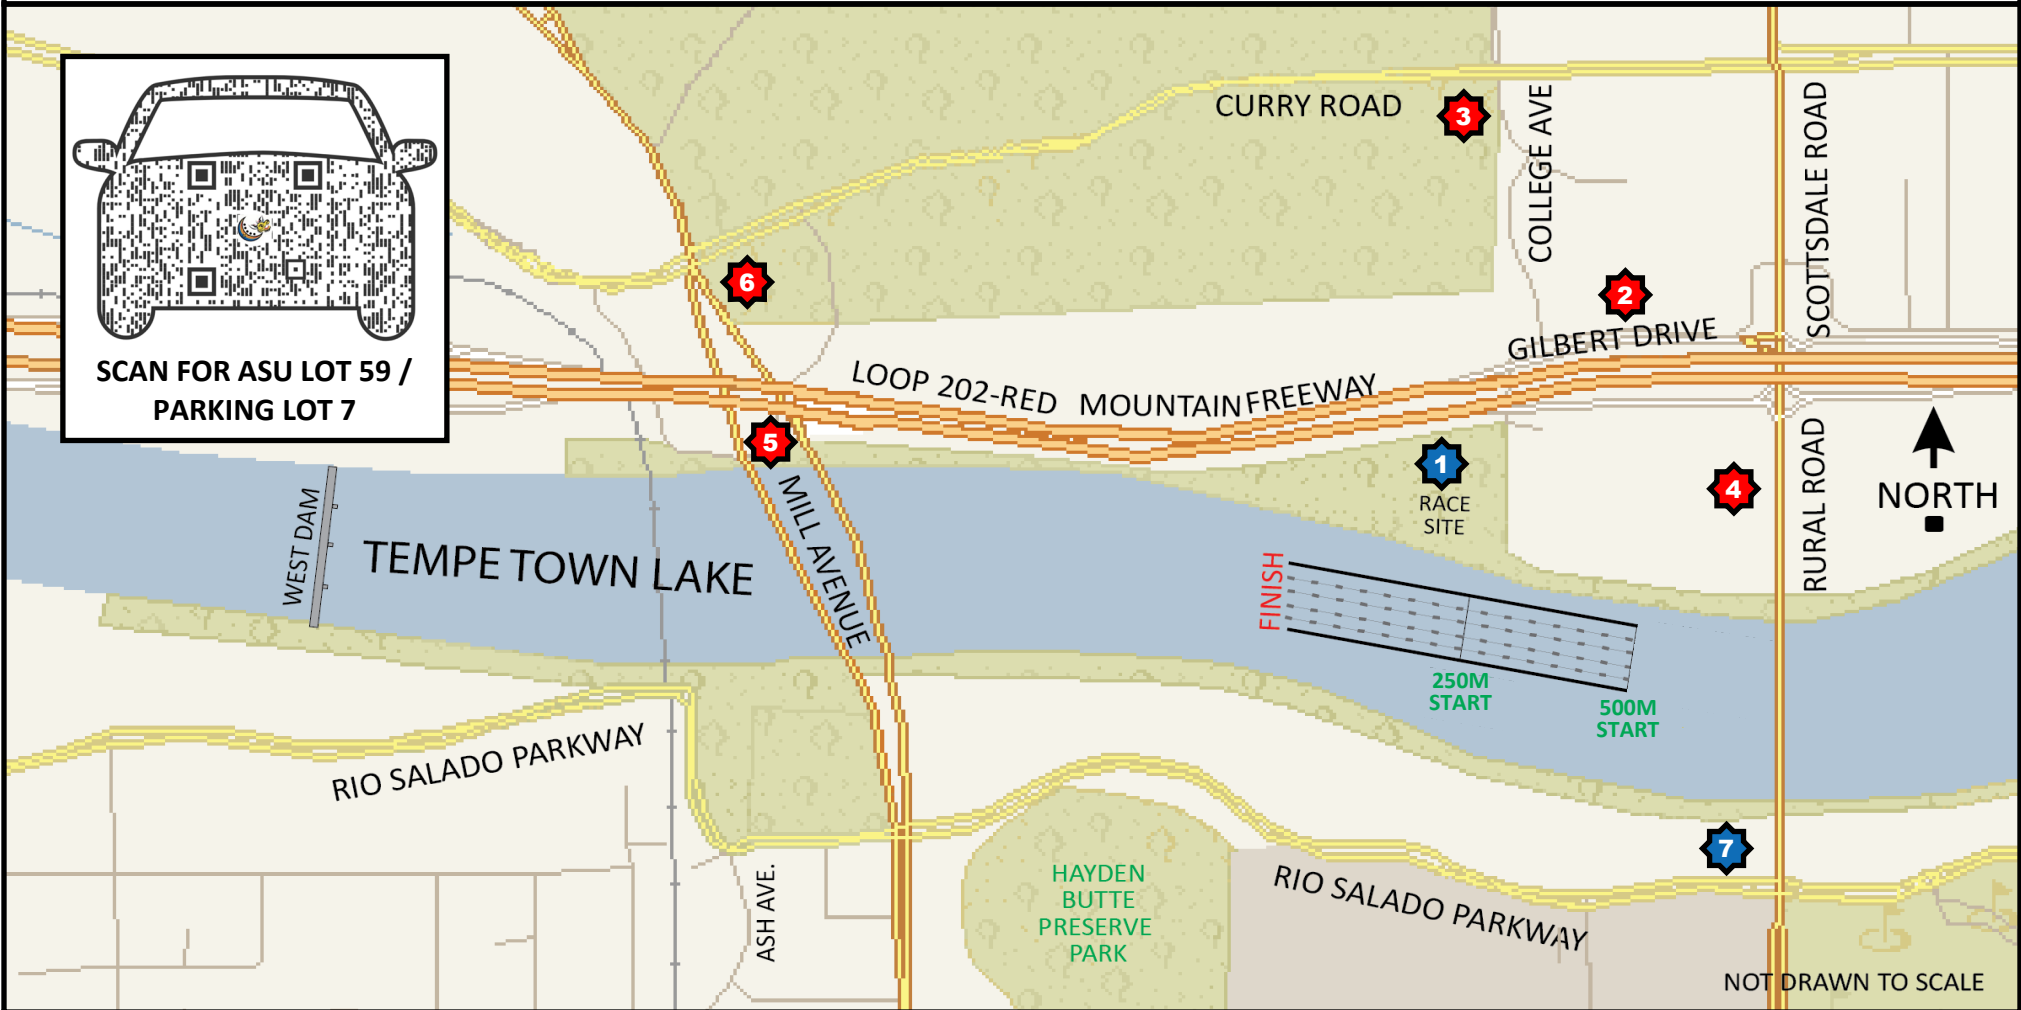 CURRY ROAD
3
COLLEGE AVE
SCOTTSDALE ROAD
6
2
GILBERT DRIVE
SCAN FOR ASU LOT 59 /
PARKING LOT 7
LOOP 202-RED MOUNTAIN FREEWAY
5
1
RACE
SITE
4
RURAL ROAD
NORTH
WEST DAM
TEMPE TOWN LAKE
MILL AVENUE
FINISH
250M
START
500M
START
RIO SALADO PARKWAY
7
ASH AVE.
HAYDEN
BUTTE
PRESERVE
PARK
RIO SALADO PARKWAY
NOT DRAWN TO SCALE